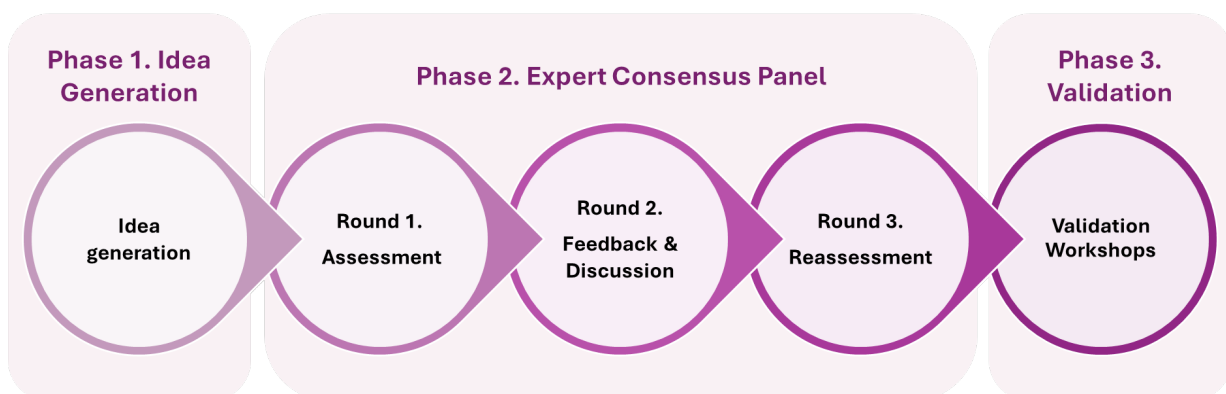 Phase 1. Idea
Generation
Phase 2. Expert Consensus Panel
Phase 3.
Validation
Idea
generation
Round 1.
Assessment
Round 2.
Feedback &
Discussion
Round 3.
Reassessment
Validation
Workshops